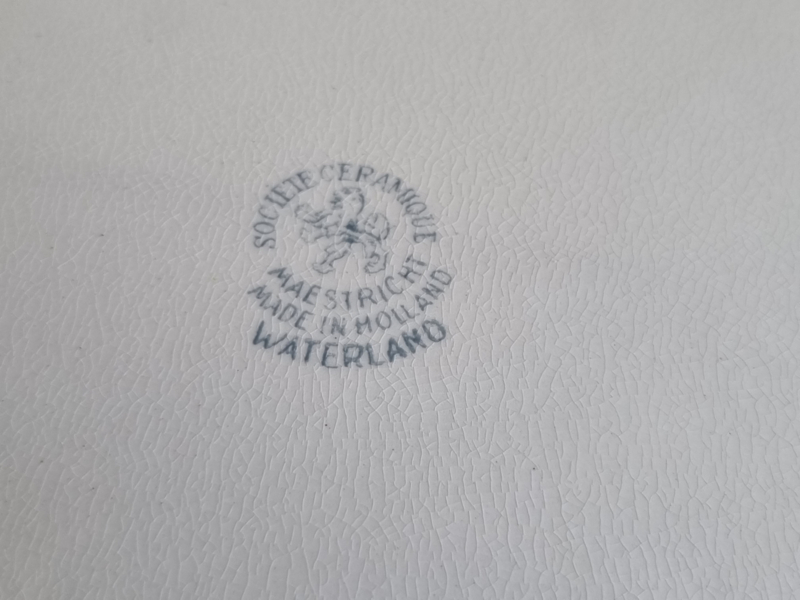 SOCIETE CERAMIQUE
MAESTRICHT
MADE IN HOLLAND
WATERLAND